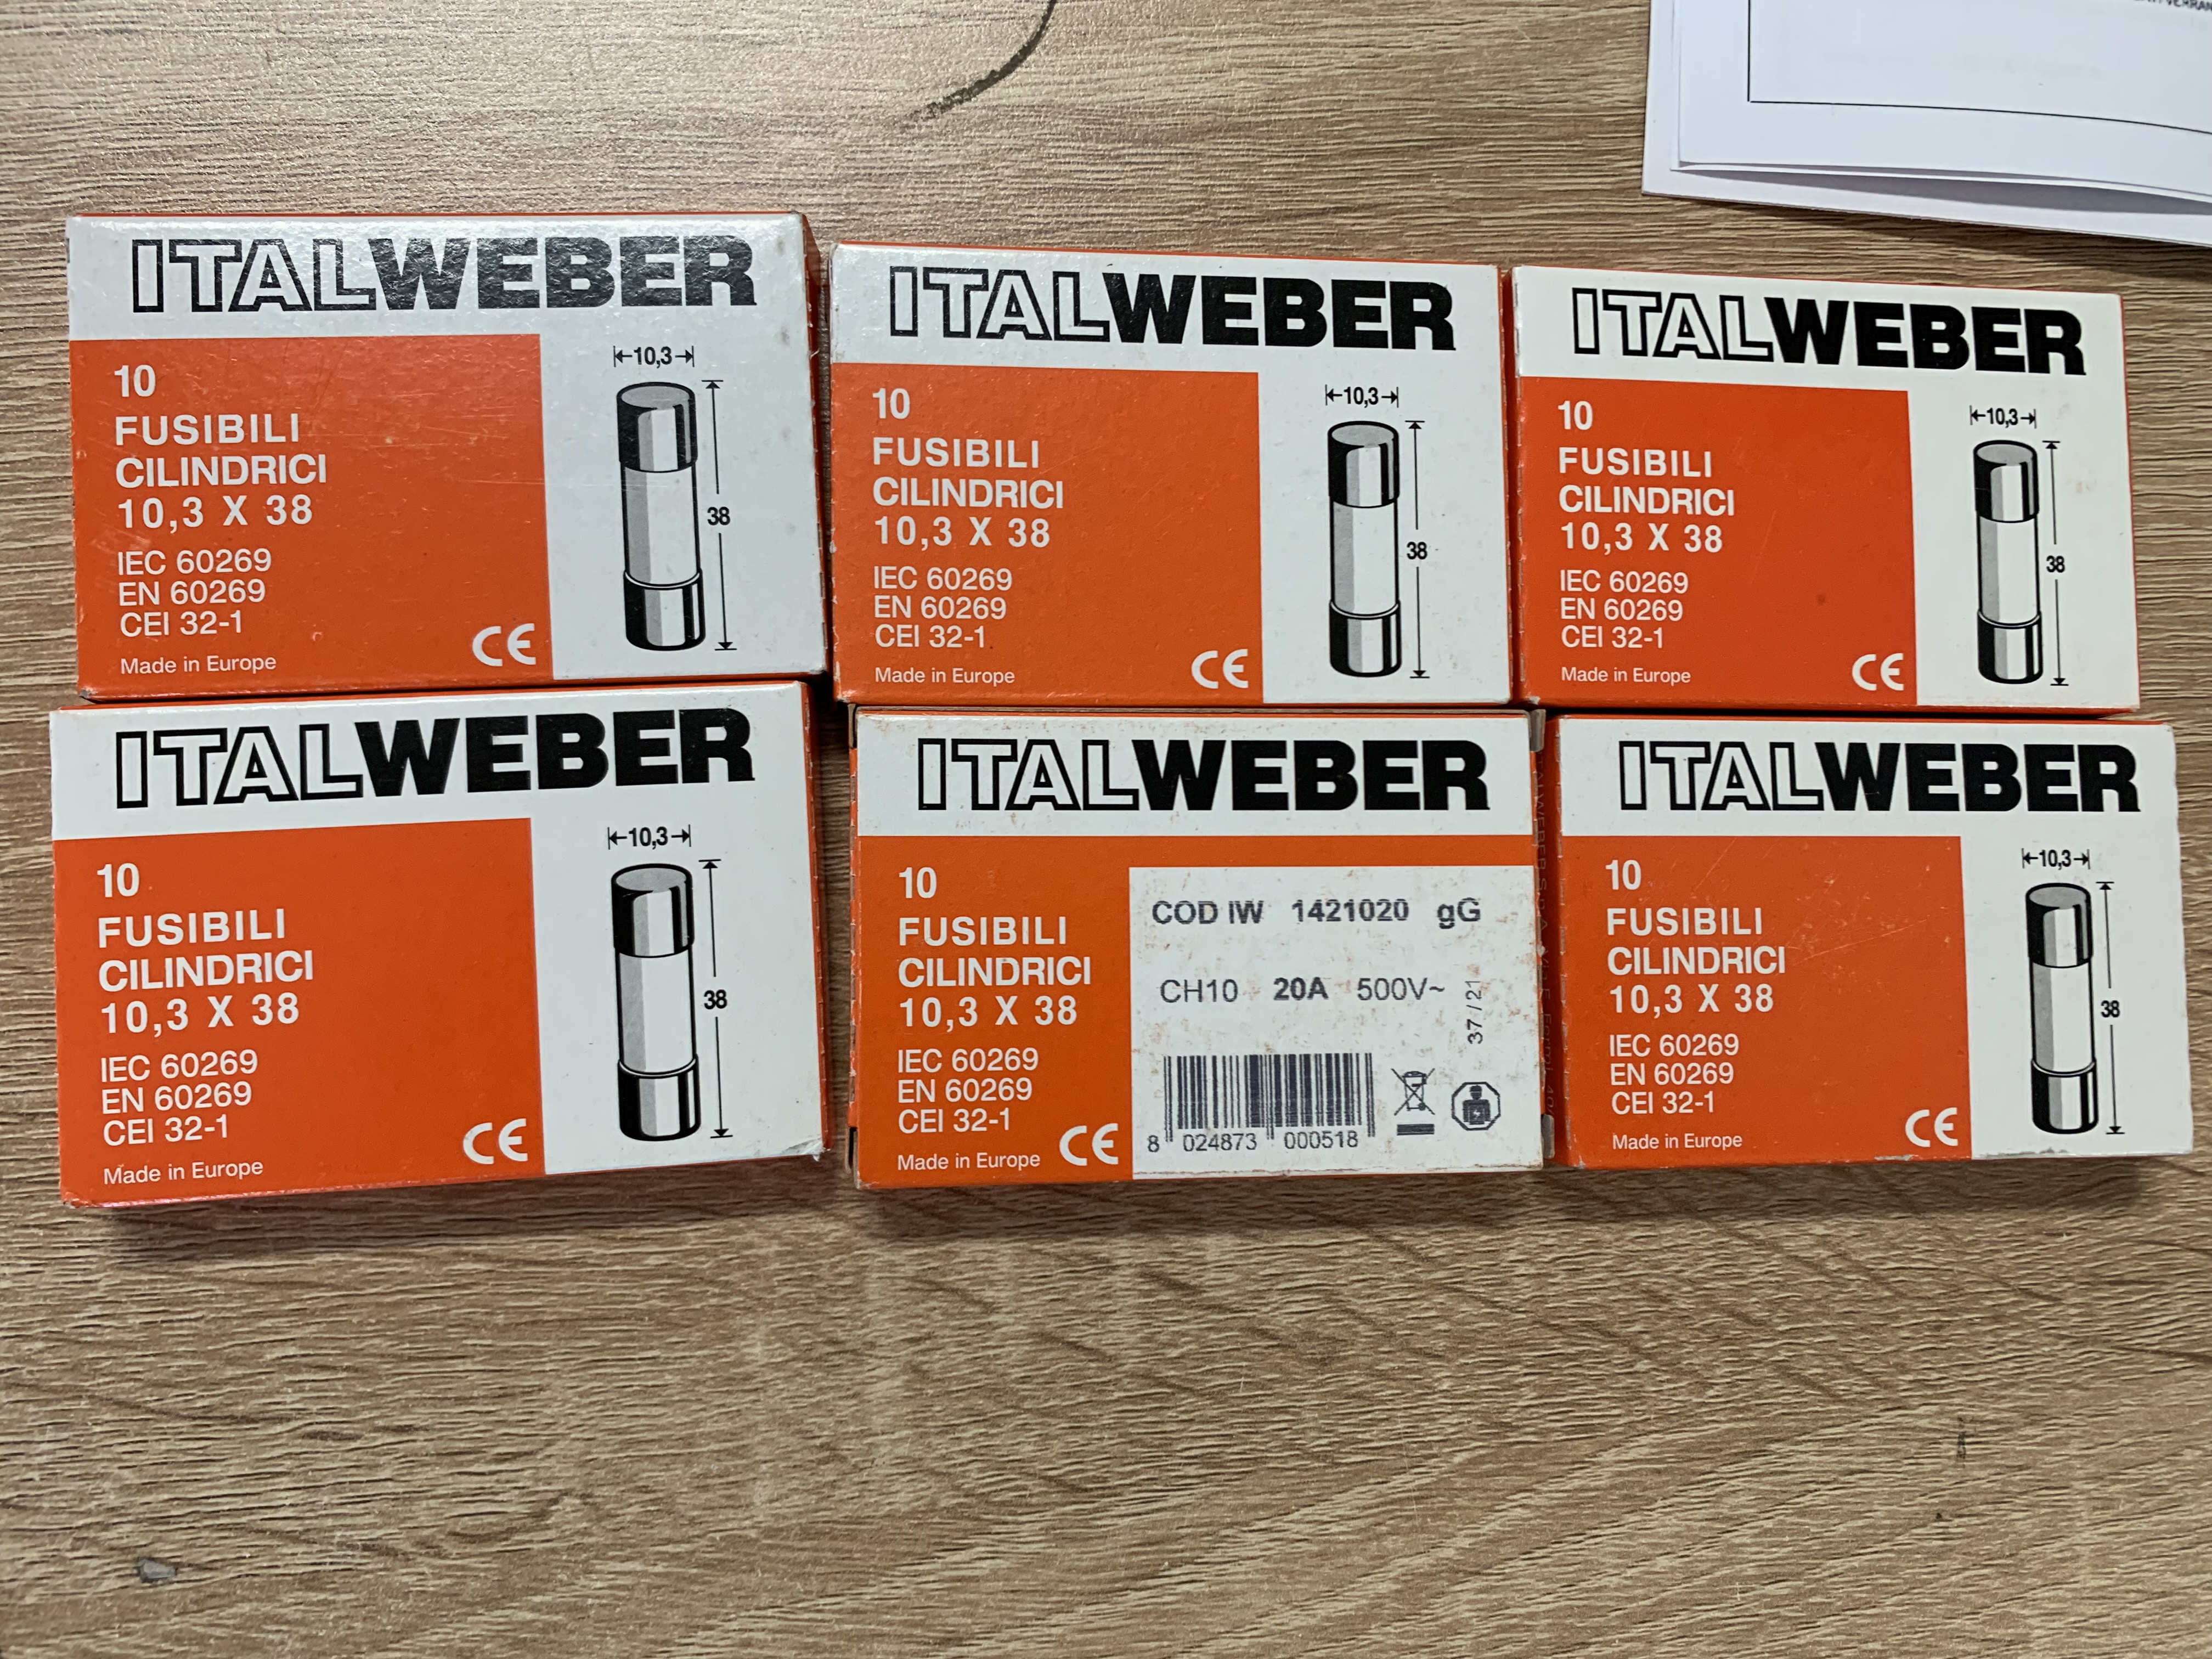 ITALWEBER
10
FUSIBILI
CILINDRICI
10,3 X 38
IEC 60269
EN 60269
CEI 32-1
Made in Europe
CE
10,3
38
ITALWEBER
10
FUSIBILI
CILINDRICI
10,3 X 38
IEC 60269
EN 60269
CEI 32-1
Made in Europe
CE
10,3
38
ITALWEBER
10
FUSIBILI
CILINDRICI
10,3 X 38
IEC 60269
EN 60269
CEI 32-1
Made in Europe
CE
10,3
38
ITALWEBER
10
FUSIBILI
CILINDRICI
10,3 X 38
IEC 60269
EN 60269
CEI 32-1
Made in Europe
CE
10,3
38
ITALWEBER
10
FUSIBILI
CILINDRICI
10,3 X 38
IEC 60269
EN 60269
CEI 32-1
Made in Europe
CE
COD IW 1421020 gG
CH10 20A 500V~
37/21
8 024873 000518
ITALWEBER
10
FUSIBILI
CILINDRICI
10,3 X 38
IEC 60269
EN 60269
CEI 32-1
Made in Europe
CE
10,3
38